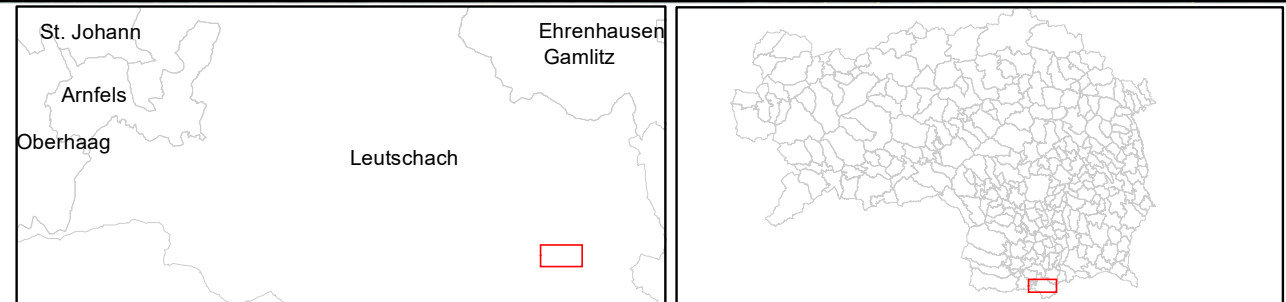 St. Johann
Ehrenhausen
Gamlitz
Arnfels
Oberhaag
Leutschach